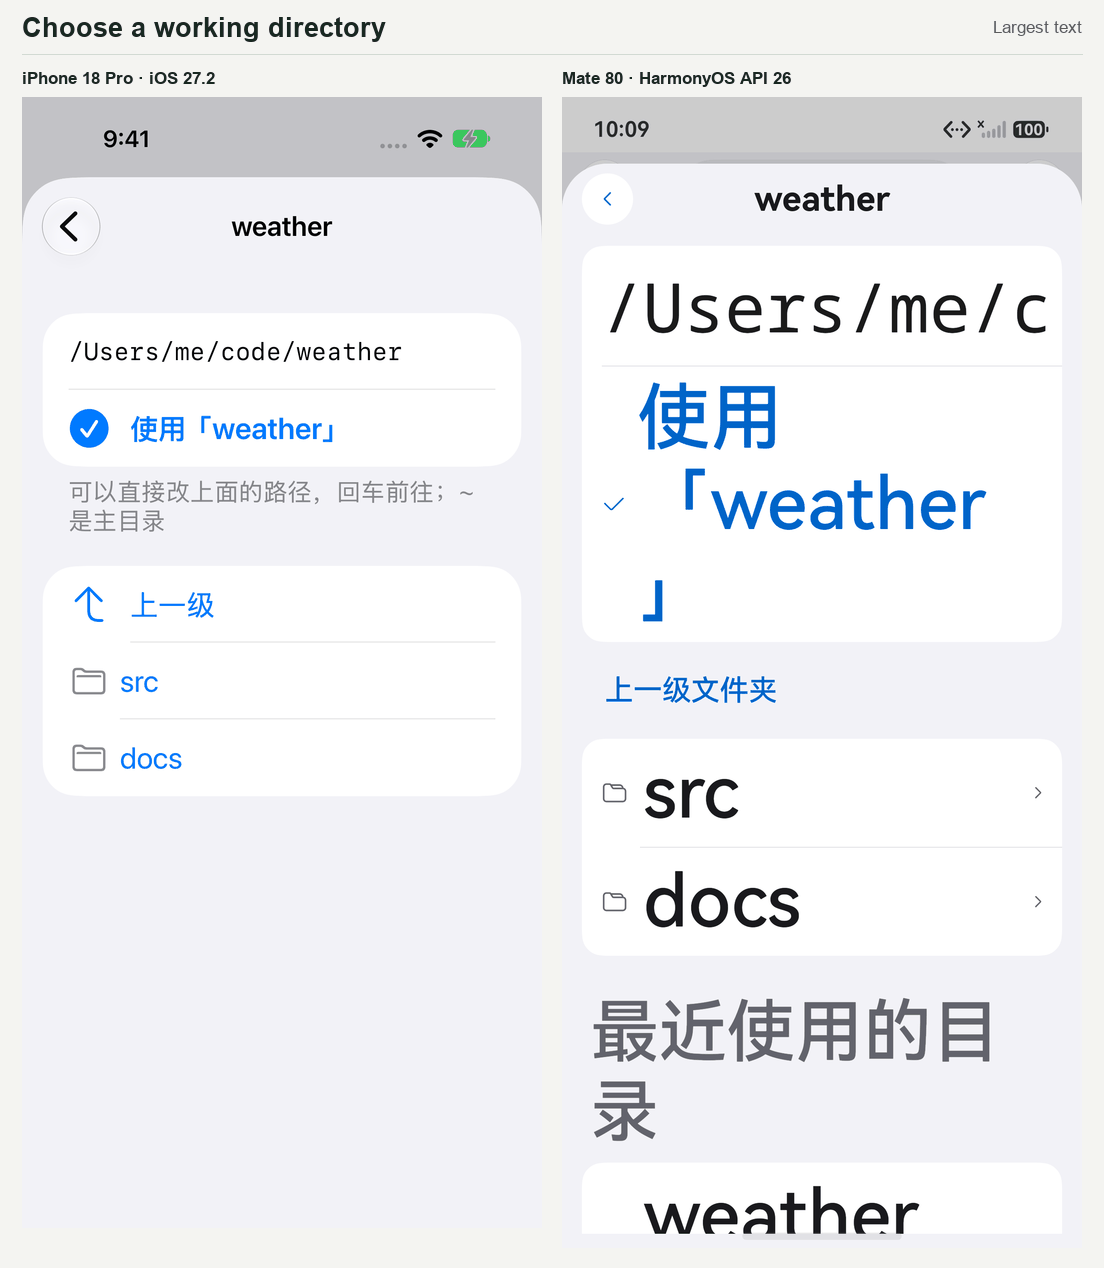 Choose a working directory
Largest text
iPhone 18 Pro · iOS 27.2
9:41
weather
/Users/me/code/weather
使用「weather」
可以直接改上面的路径，回车前往；~
是主目录
上一级
src
docs
Mate 80 · HarmonyOS API 26
10:09
100
weather
/Users/me/c
使用
「weather
」
上一级文件夹
src
docs
最近使用的目
录
weather